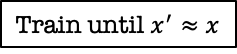 Train until x′ ≈ x